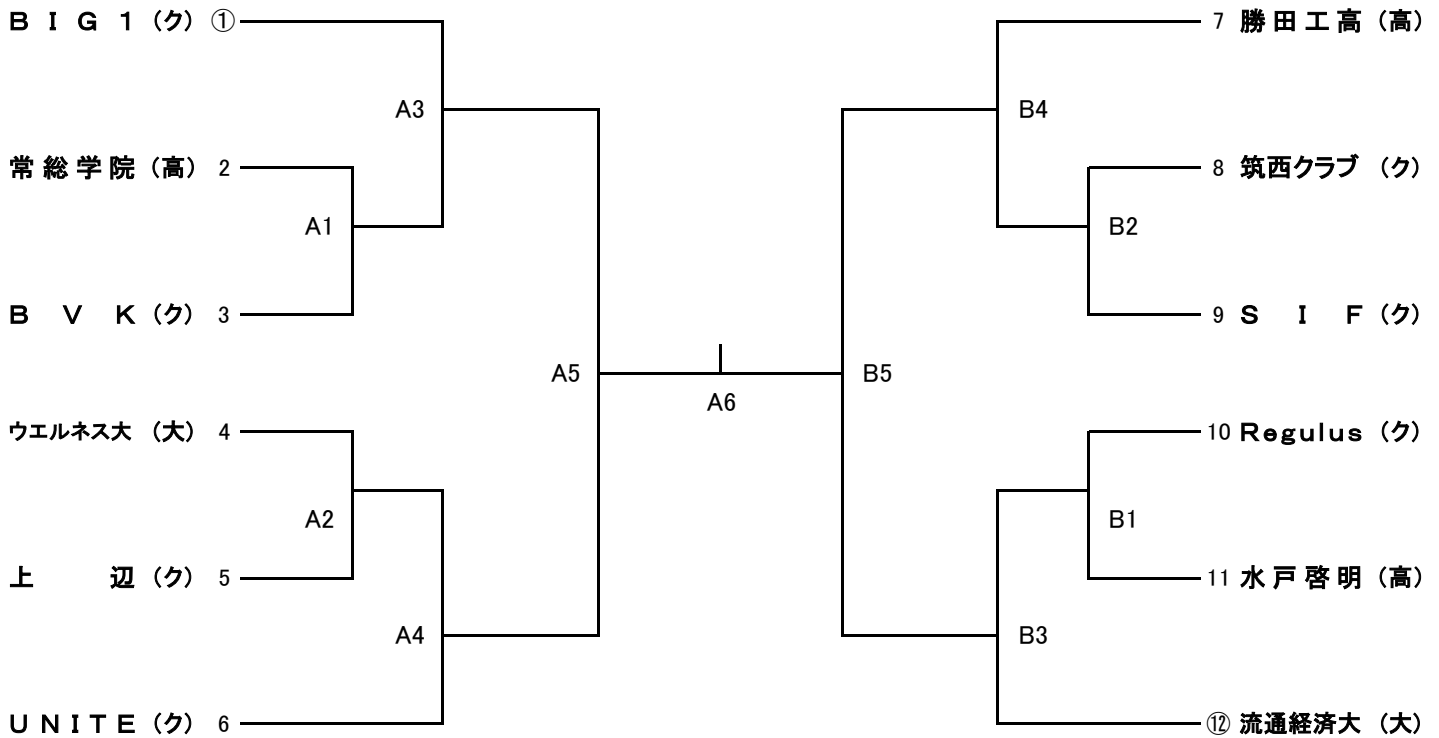 ＢＩＧ１（ク） ①
A3
常総学院（高） 2
A1
ＢＶＫ（ク） 3
A5
ウエルネス大（大） 4
A2
上辺（ク） 5
A4
ＵＮＩＴＥ（ク） 6
A6
7 勝田工高（高）
B4
8 筑西クラブ（ク）
B2
9 ＳＩＦ（ク）
B5
10 Ｒｅｇｕｌｕｓ（ク）
B1
11 水戸啓明（高）
B3
⑫ 流通経済大（大）